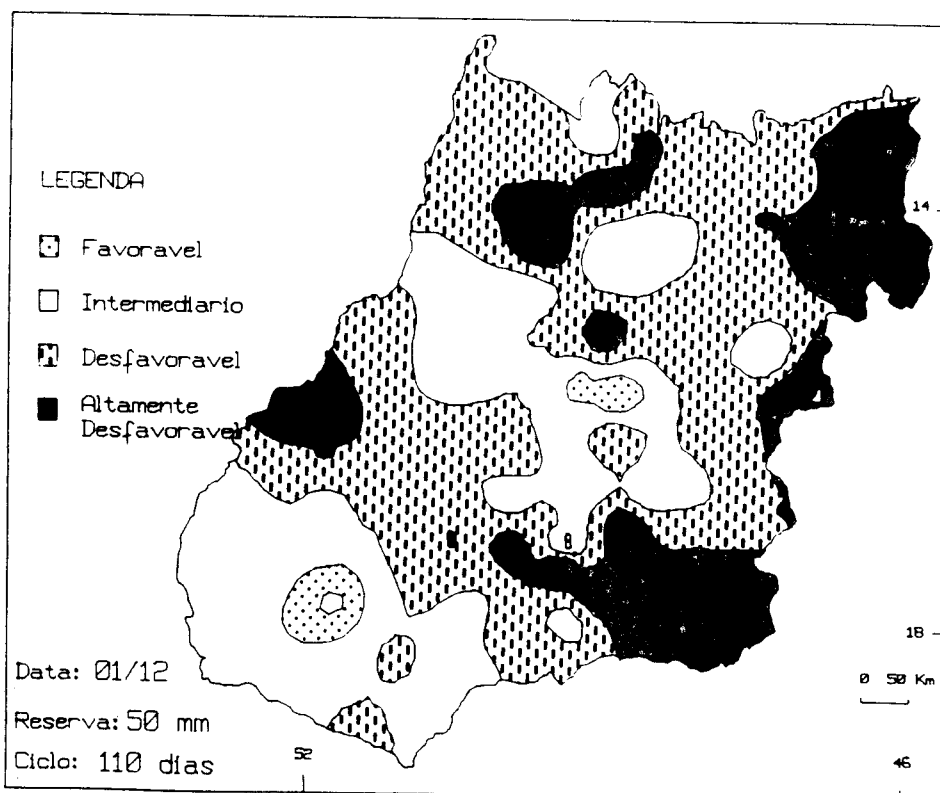 LEGENDA
Favoravel
Intermediario
Desfavoravel
Altamente
Desfavoravel
14
18
0 50 Km
Data: 01/12
Reserva: 50 mm
Ciclo: 110 dias
52
46